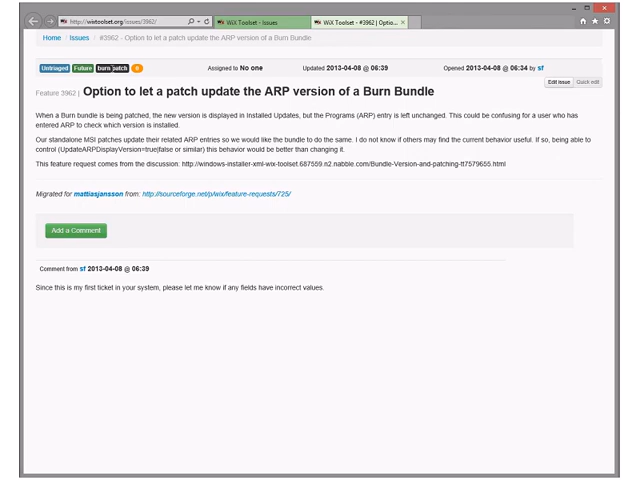 http://wixtoolset.org/issues/3962/
WiX Toolset - Issues
WiX Toolset - #3962 | Optio...
Home / Issues / #3962 - Option to let a patch update the ARP version of a Burn Bundle
Untriaged Future burn patch 0 Assigned to No one Updated 2013-04-08 @ 06:39 Opened 2013-04-08 @ 06:34 by sf
Edit issue Quick edit
Feature 3962 | Option to let a patch update the ARP version of a Burn Bundle
When a Burn bundle is being patched, the new version is displayed in Installed Updates, but the Programs (ARP) entry is left unchanged. This could be confusing for a user who has
entered ARP to check which version is installed.
Our standalone MSI patches update their related ARP entries so we would like the bundle to do the same. I do not know if others may find the current behavior useful. If so, being able to
control (UpdateARPDisplayVersion=true|false or similar) this behavior would be better than changing it.
This feature request comes from the discussion: http://windows-installer-xml-wix-toolset.687559.n2.nabble.com/Bundle-Version-and-patching-tt7579655.html
Migrated for mattiasjansson from: http://sourceforge.net/p/wix/feature-requests/725/
Add a Comment
Comment from sf 2013-04-08 @ 06:39
Since this is my first ticket in your system, please let me know if any fields have incorrect values.